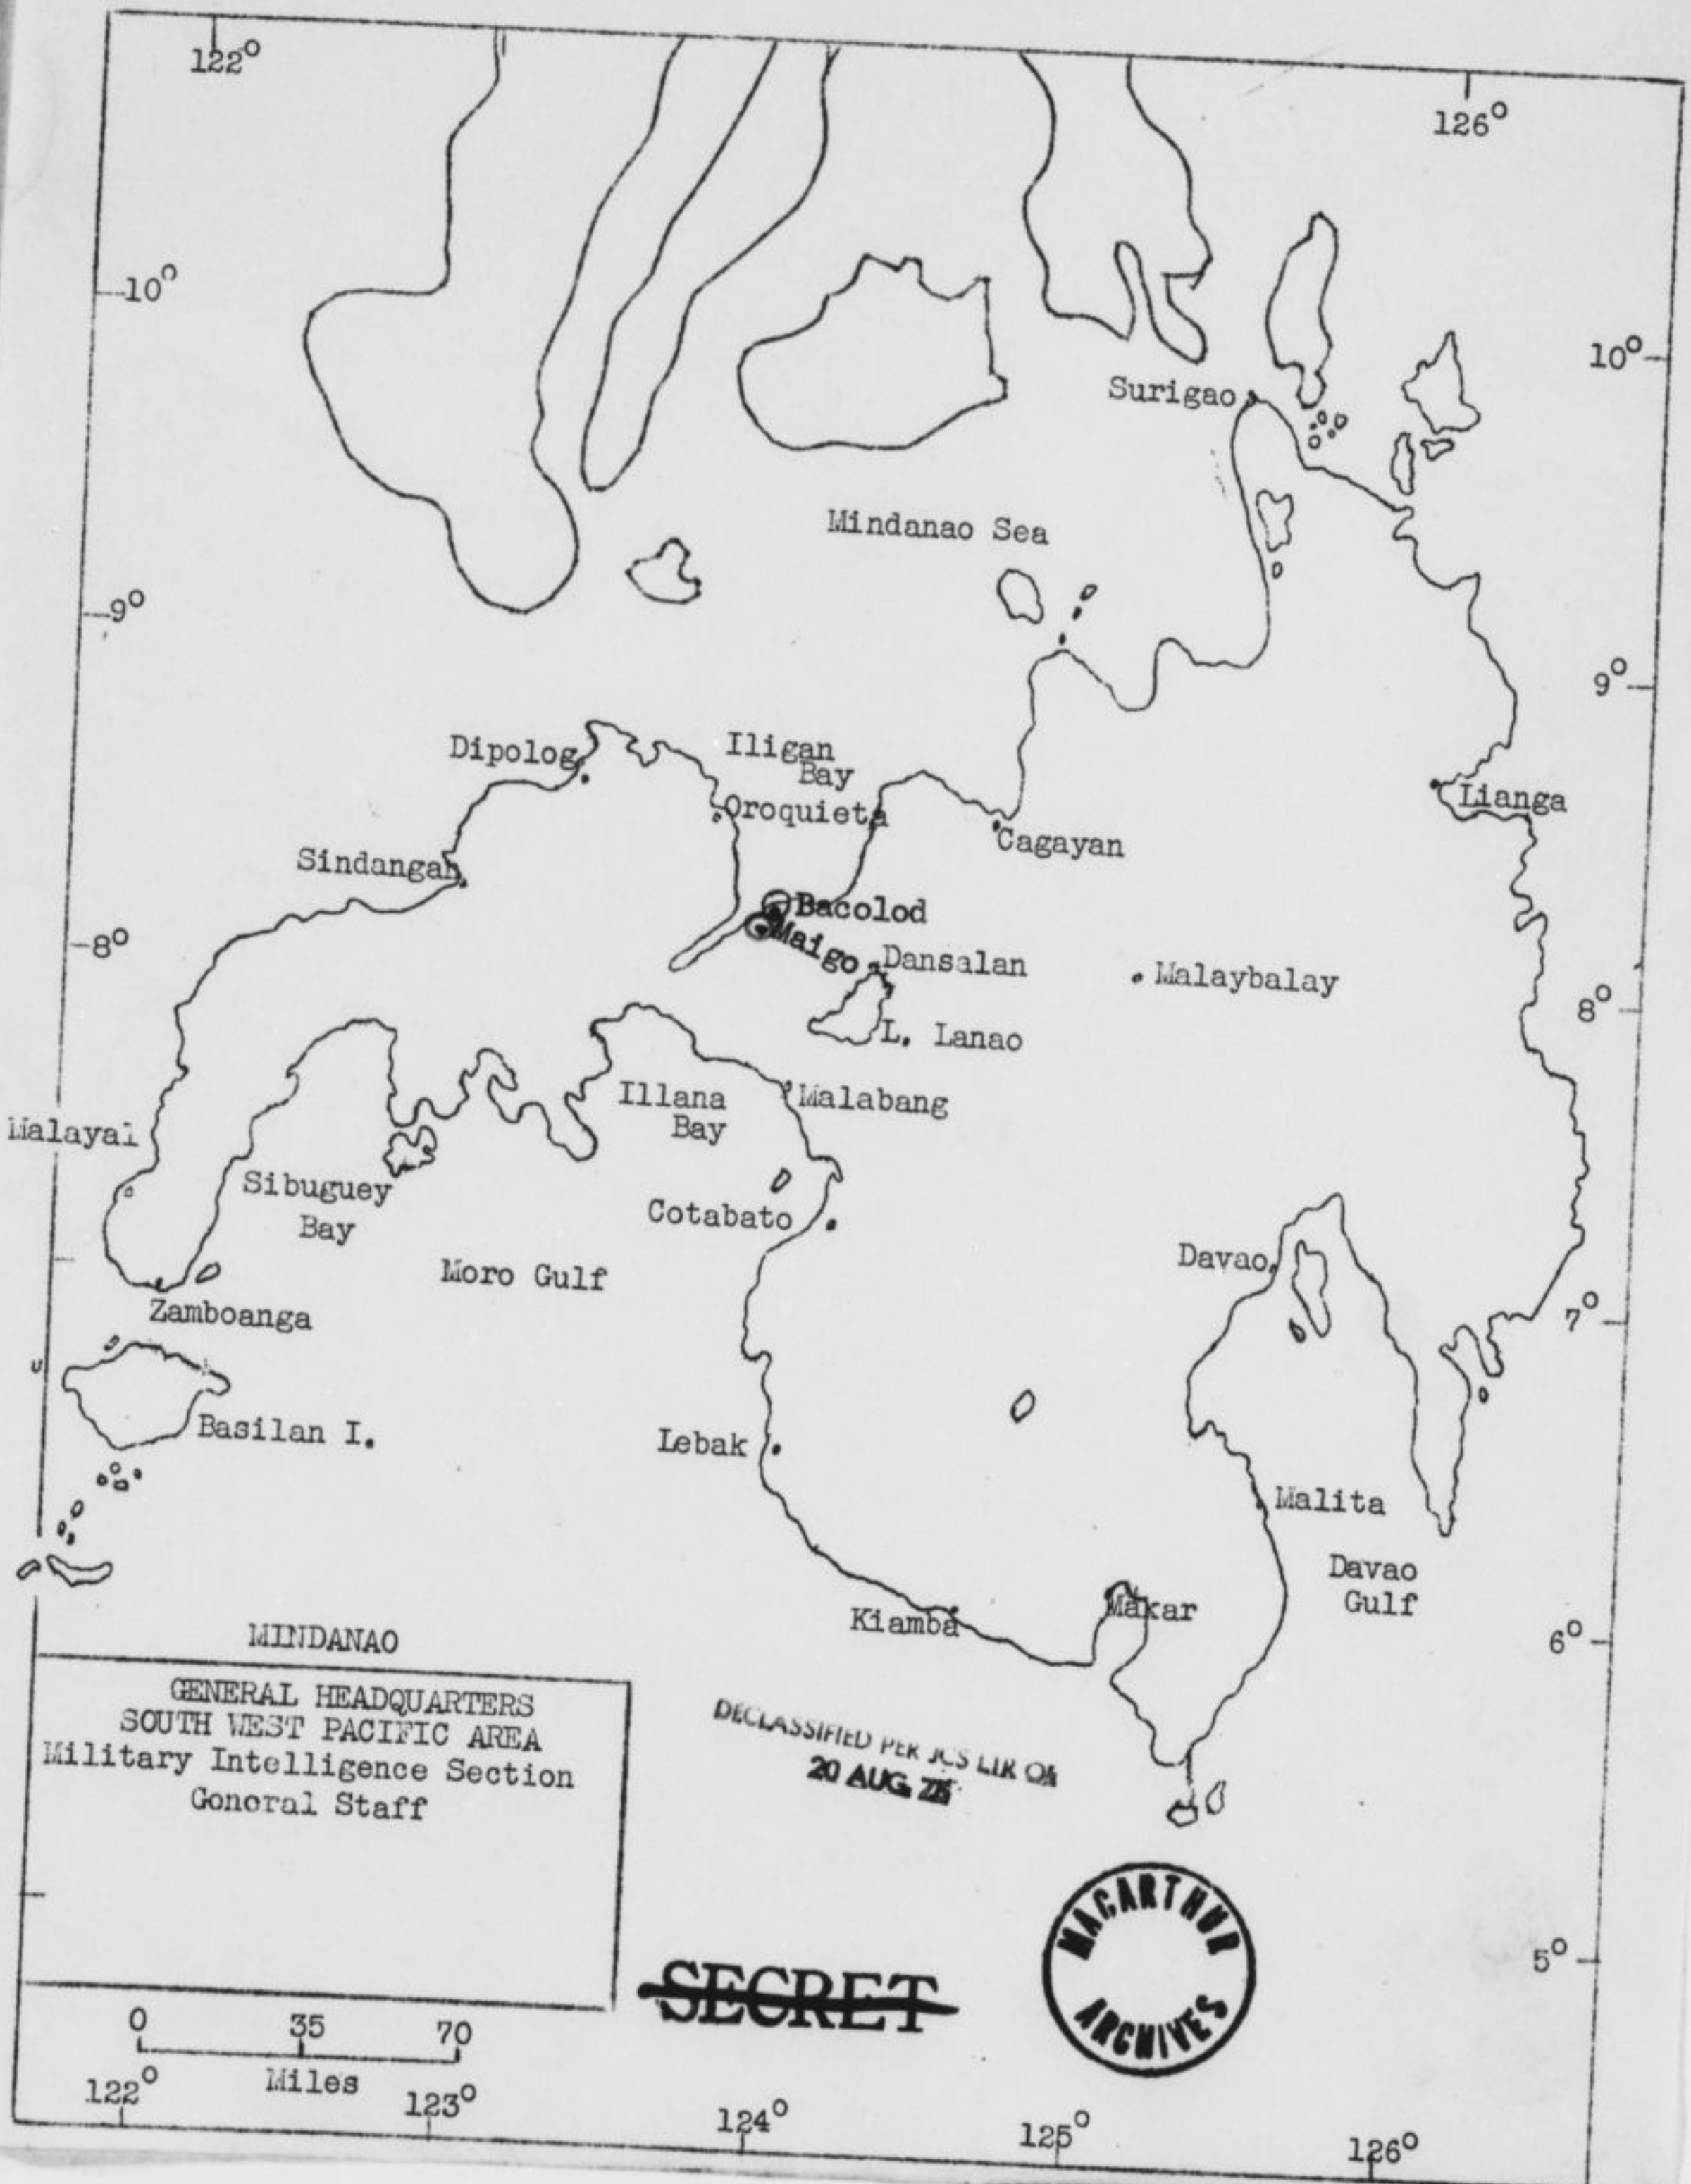 122°
126°
10°
10°
Surigao
Mindanao Sea
9°
9°
Dipolog
Iligan
Bay
Oroquieta
Lianga
Cagayan
Sindangan
Bacolod
Maigo
8°
Dansalan
Malaybalay
8°
L. Lanao
Illana
Bay
Malabang
Malayal
Sibuguey
Bay
Cotabato
Davao
Moro Gulf
7°
Zamboanga
Basilan I.
Lebak
Malita
Davao
Gulf
Kiamba
Makar
6°
MINDANAO
GENERAL HEADQUARTERS
SOUTH WEST PACIFIC AREA
Military Intelligence Section
General Staff
DECLASSIFIED PER JCS LTR OF
20 AUG
MACARTHUR
ARCHIVES
5°
SECRET
0 35 70
Miles
122°
123°
124°
125°
126°